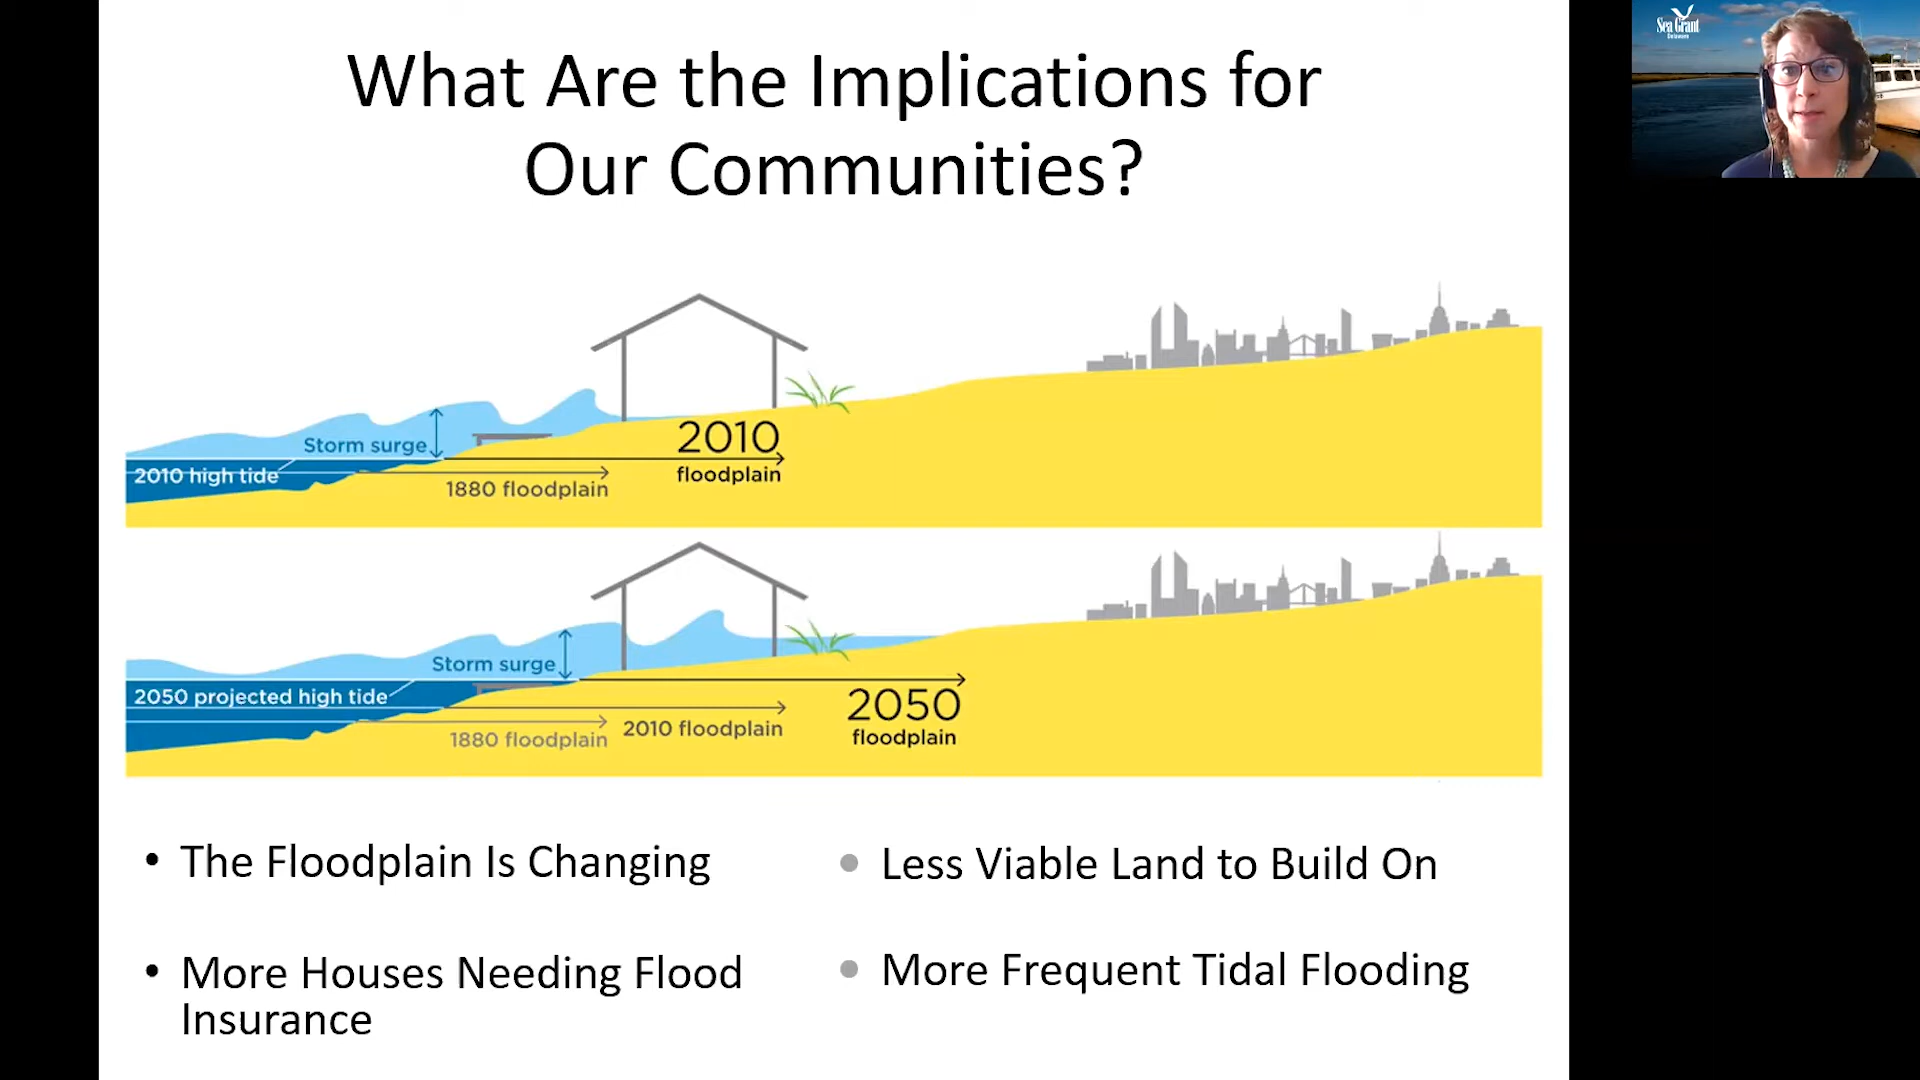 What Are the Implications for
Our Communities?
Sea Grant
Delaware
Storm surge
2010 high tide
2010
floodplain
1880 floodplain
Storm surge
2050 projected high tide
2050
floodplain
2010 floodplain
1880 floodplain
• The Floodplain Is Changing
• More Houses Needing Flood
Insurance
• Less Viable Land to Build On
• More Frequent Tidal Flooding